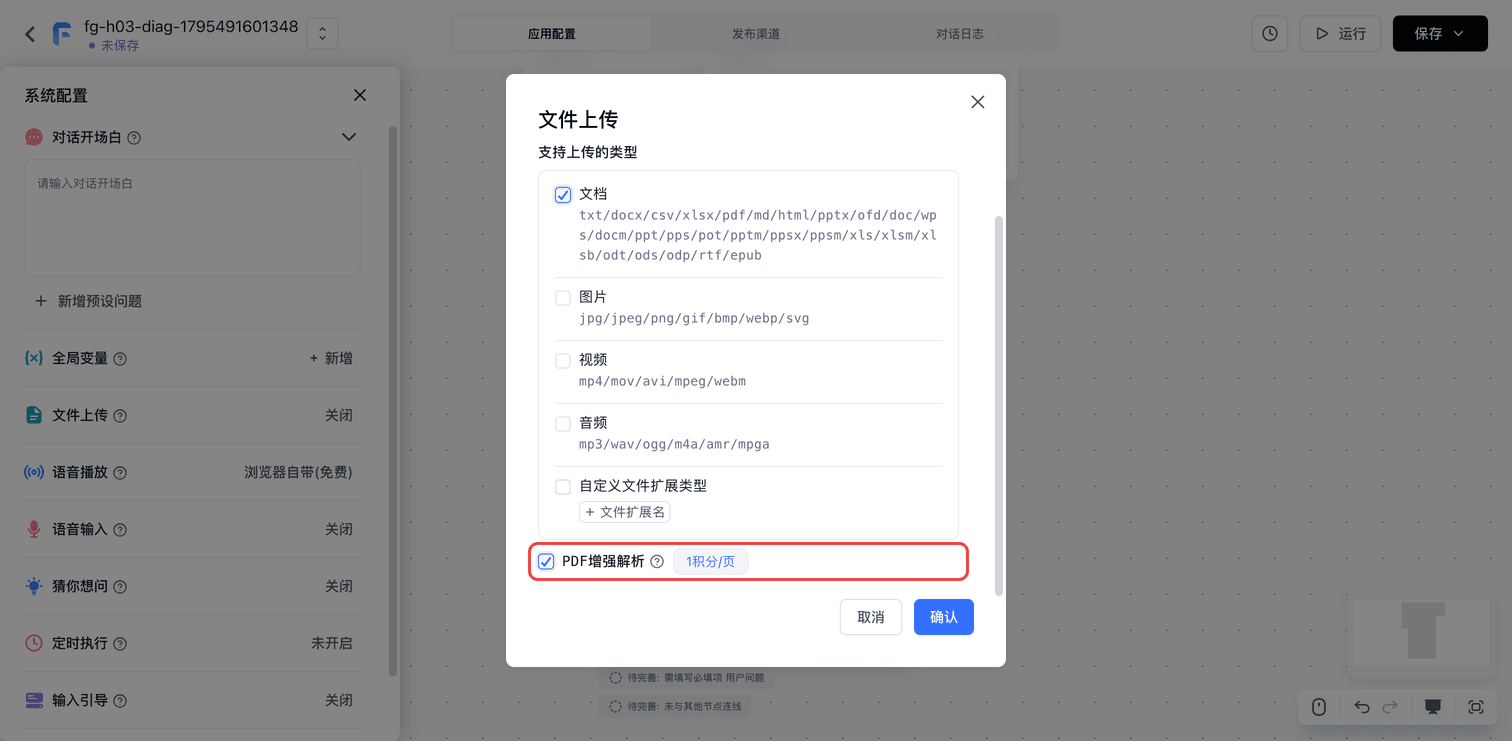 fg-h03-diag-1795491601348
未保存
应用配置
发布渠道
对话日志
运行
保存
系统配置
对话开场白
请输入对话开场白
+ 新增预设问题
全局变量
+ 新增
文件上传
关闭
语音播放
浏览器自带(免费)
语音输入
关闭
猜你想问
关闭
定时执行
未开启
输入引导
关闭
文件上传
支持上传的类型
文档
txt/docx/csv/xlsx/pdf/md/html/pptx/ofd/doc/wp
s/docm/ppt/pps/pot/pptm/ppsx/ppsm/xls/xlsm/xl
sb/odt/ods/odp/rtf/epub
图片
jpg/jpeg/png/gif/bmp/webp/svg
视频
mp4/mov/avi/mpeg/webm
音频
mp3/wav/ogg/m4a/amr/mpga
自定义文件扩展类型
+ 文件扩展名
PDF增强解析
1积分/页
取消
确认
待完善: 需填写必填项 用户问题
待完善: 未与其他节点连线